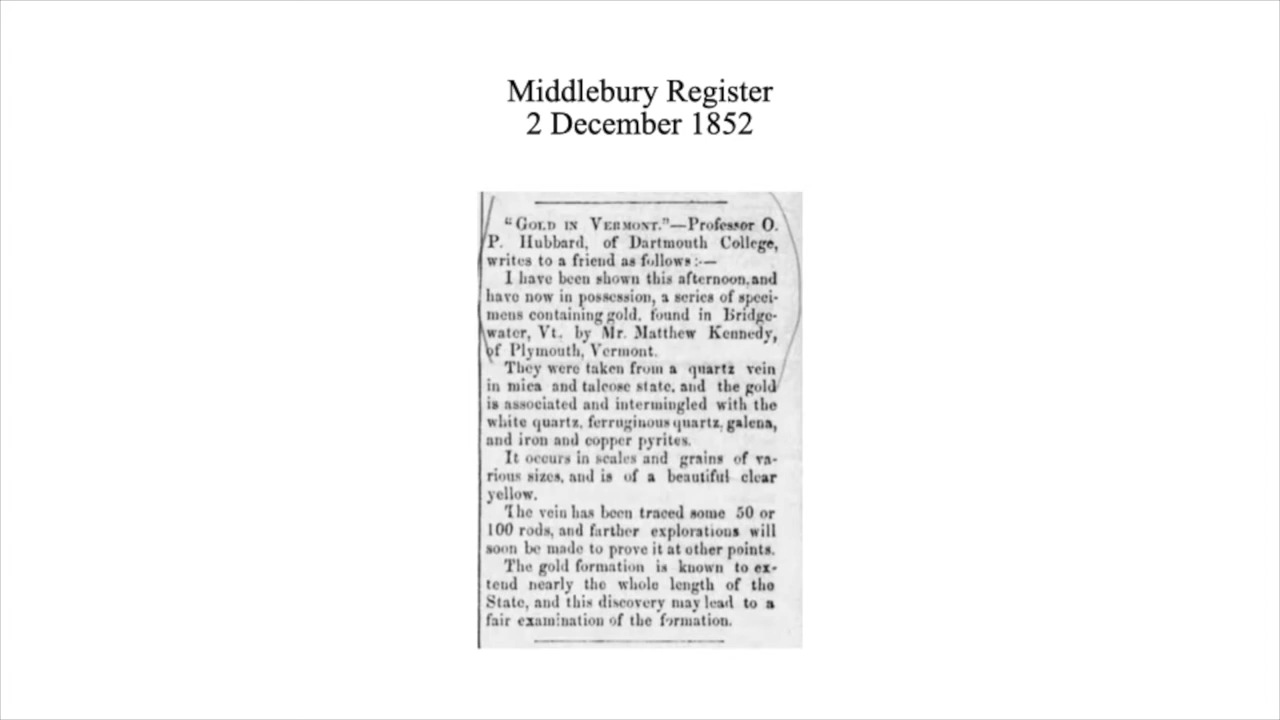 Middlebury Register
2 December 1852
“GOLD IN VERMONT.”—Professor O.
P. Hubbard, of Dartmouth College,
writes to a friend as follows :—
I have been shown this afternoon, and
have now in possession, a series of speci-
mens containing gold, found in Bridge-
water, Vt. by Mr. Matthew Kennedy,
of Plymouth, Vermont.
They were taken from a quartz vein
in mica and talcose state, and the gold
is associated and intermingled with the
white quartz, ferruginous quartz, galena,
and iron and copper pyrites.
It occurs in scales and grains of va-
rious sizes, and is of a beautiful clear
yellow.
The vein has been traced some 50 or
100 rods, and farther explorations will
soon be made to prove it at other points.
The gold formation is known to ex-
tend nearly the whole length of the
State, and this discovery may lead to a
fair examination of the formation.